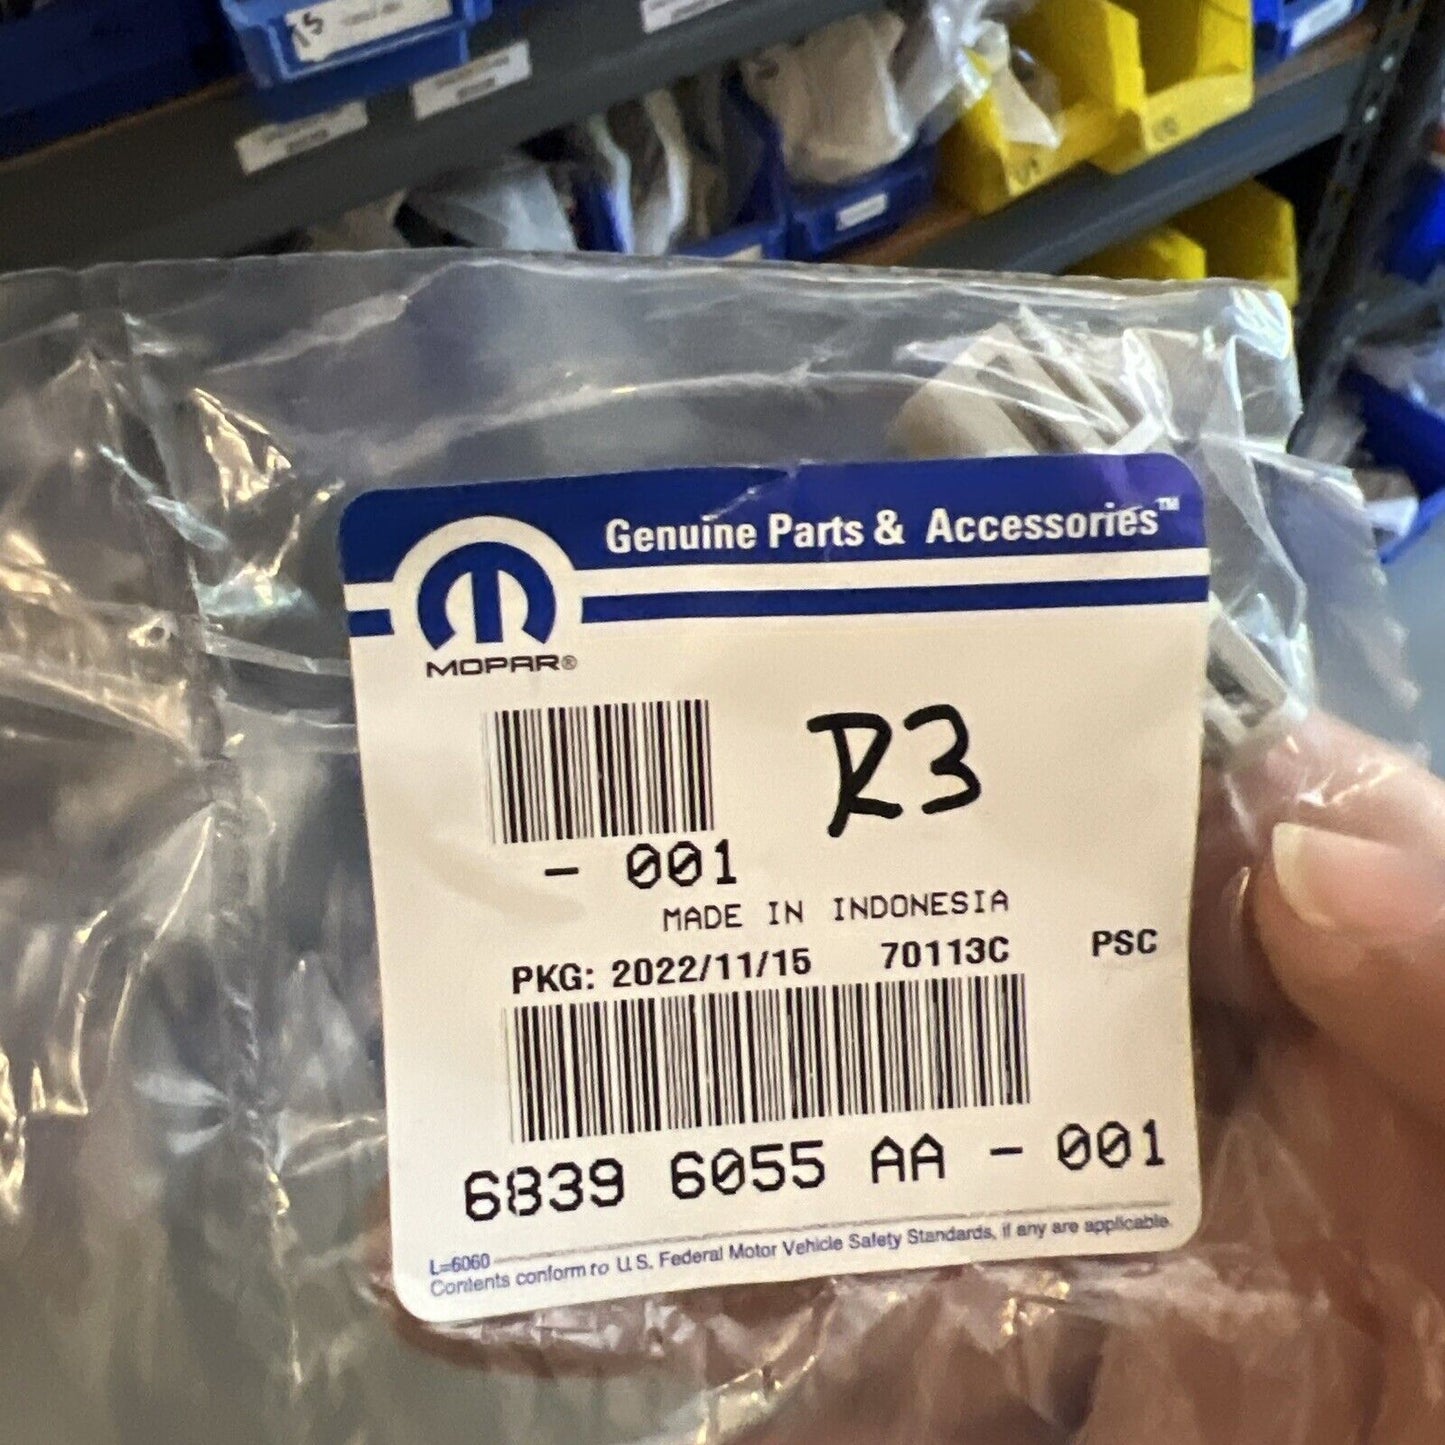 Genuine Parts & Accessories™
MOPAR®
R3
- 001
MADE IN INDONESIA
PKG: 2022/11/15 70113C PSC
6839 6055 AA - 001
L=6060
Contents conform to U.S. Federal Motor Vehicle Safety Standards, if any are applicable.